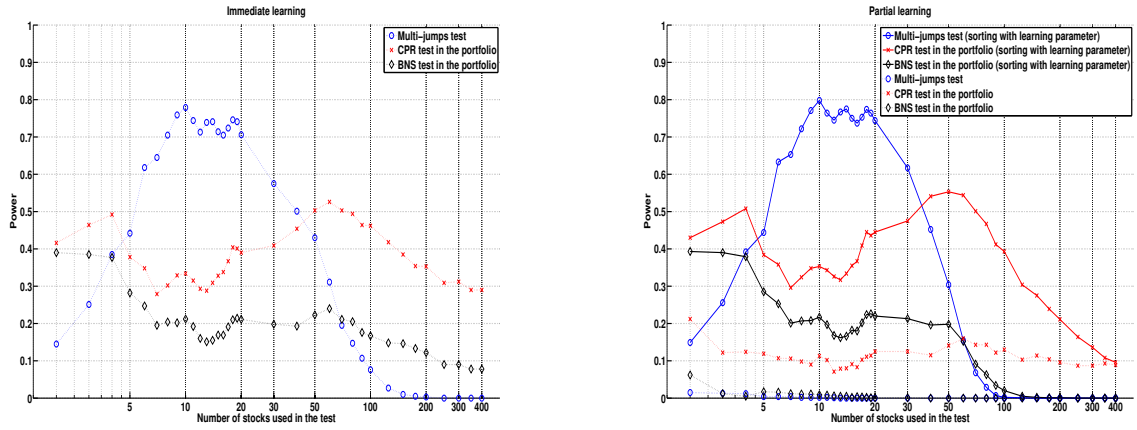 Immediate learning
Power
1
0.9
0.8
0.7
0.6
0.5
0.4
0.3
0.2
0.1
0
5 10 20 50 100 200 300 400
Number of stocks used in the test
Multi-jumps test
CPR test in the portfolio
BNS test in the portfolio
Partial learning
Power
1
0.9
0.8
0.7
0.6
0.5
0.4
0.3
0.2
0.1
0
5 10 20 50 100 200 300 400
Number of stocks used in the test
Multi-jumps test (sorting with learning parameter)
CPR test in the portfolio (sorting with learning parameter)
BNS test in the portfolio (sorting with learning parameter)
Multi-jumps test
CPR test in the portfolio
BNS test in the portfolio